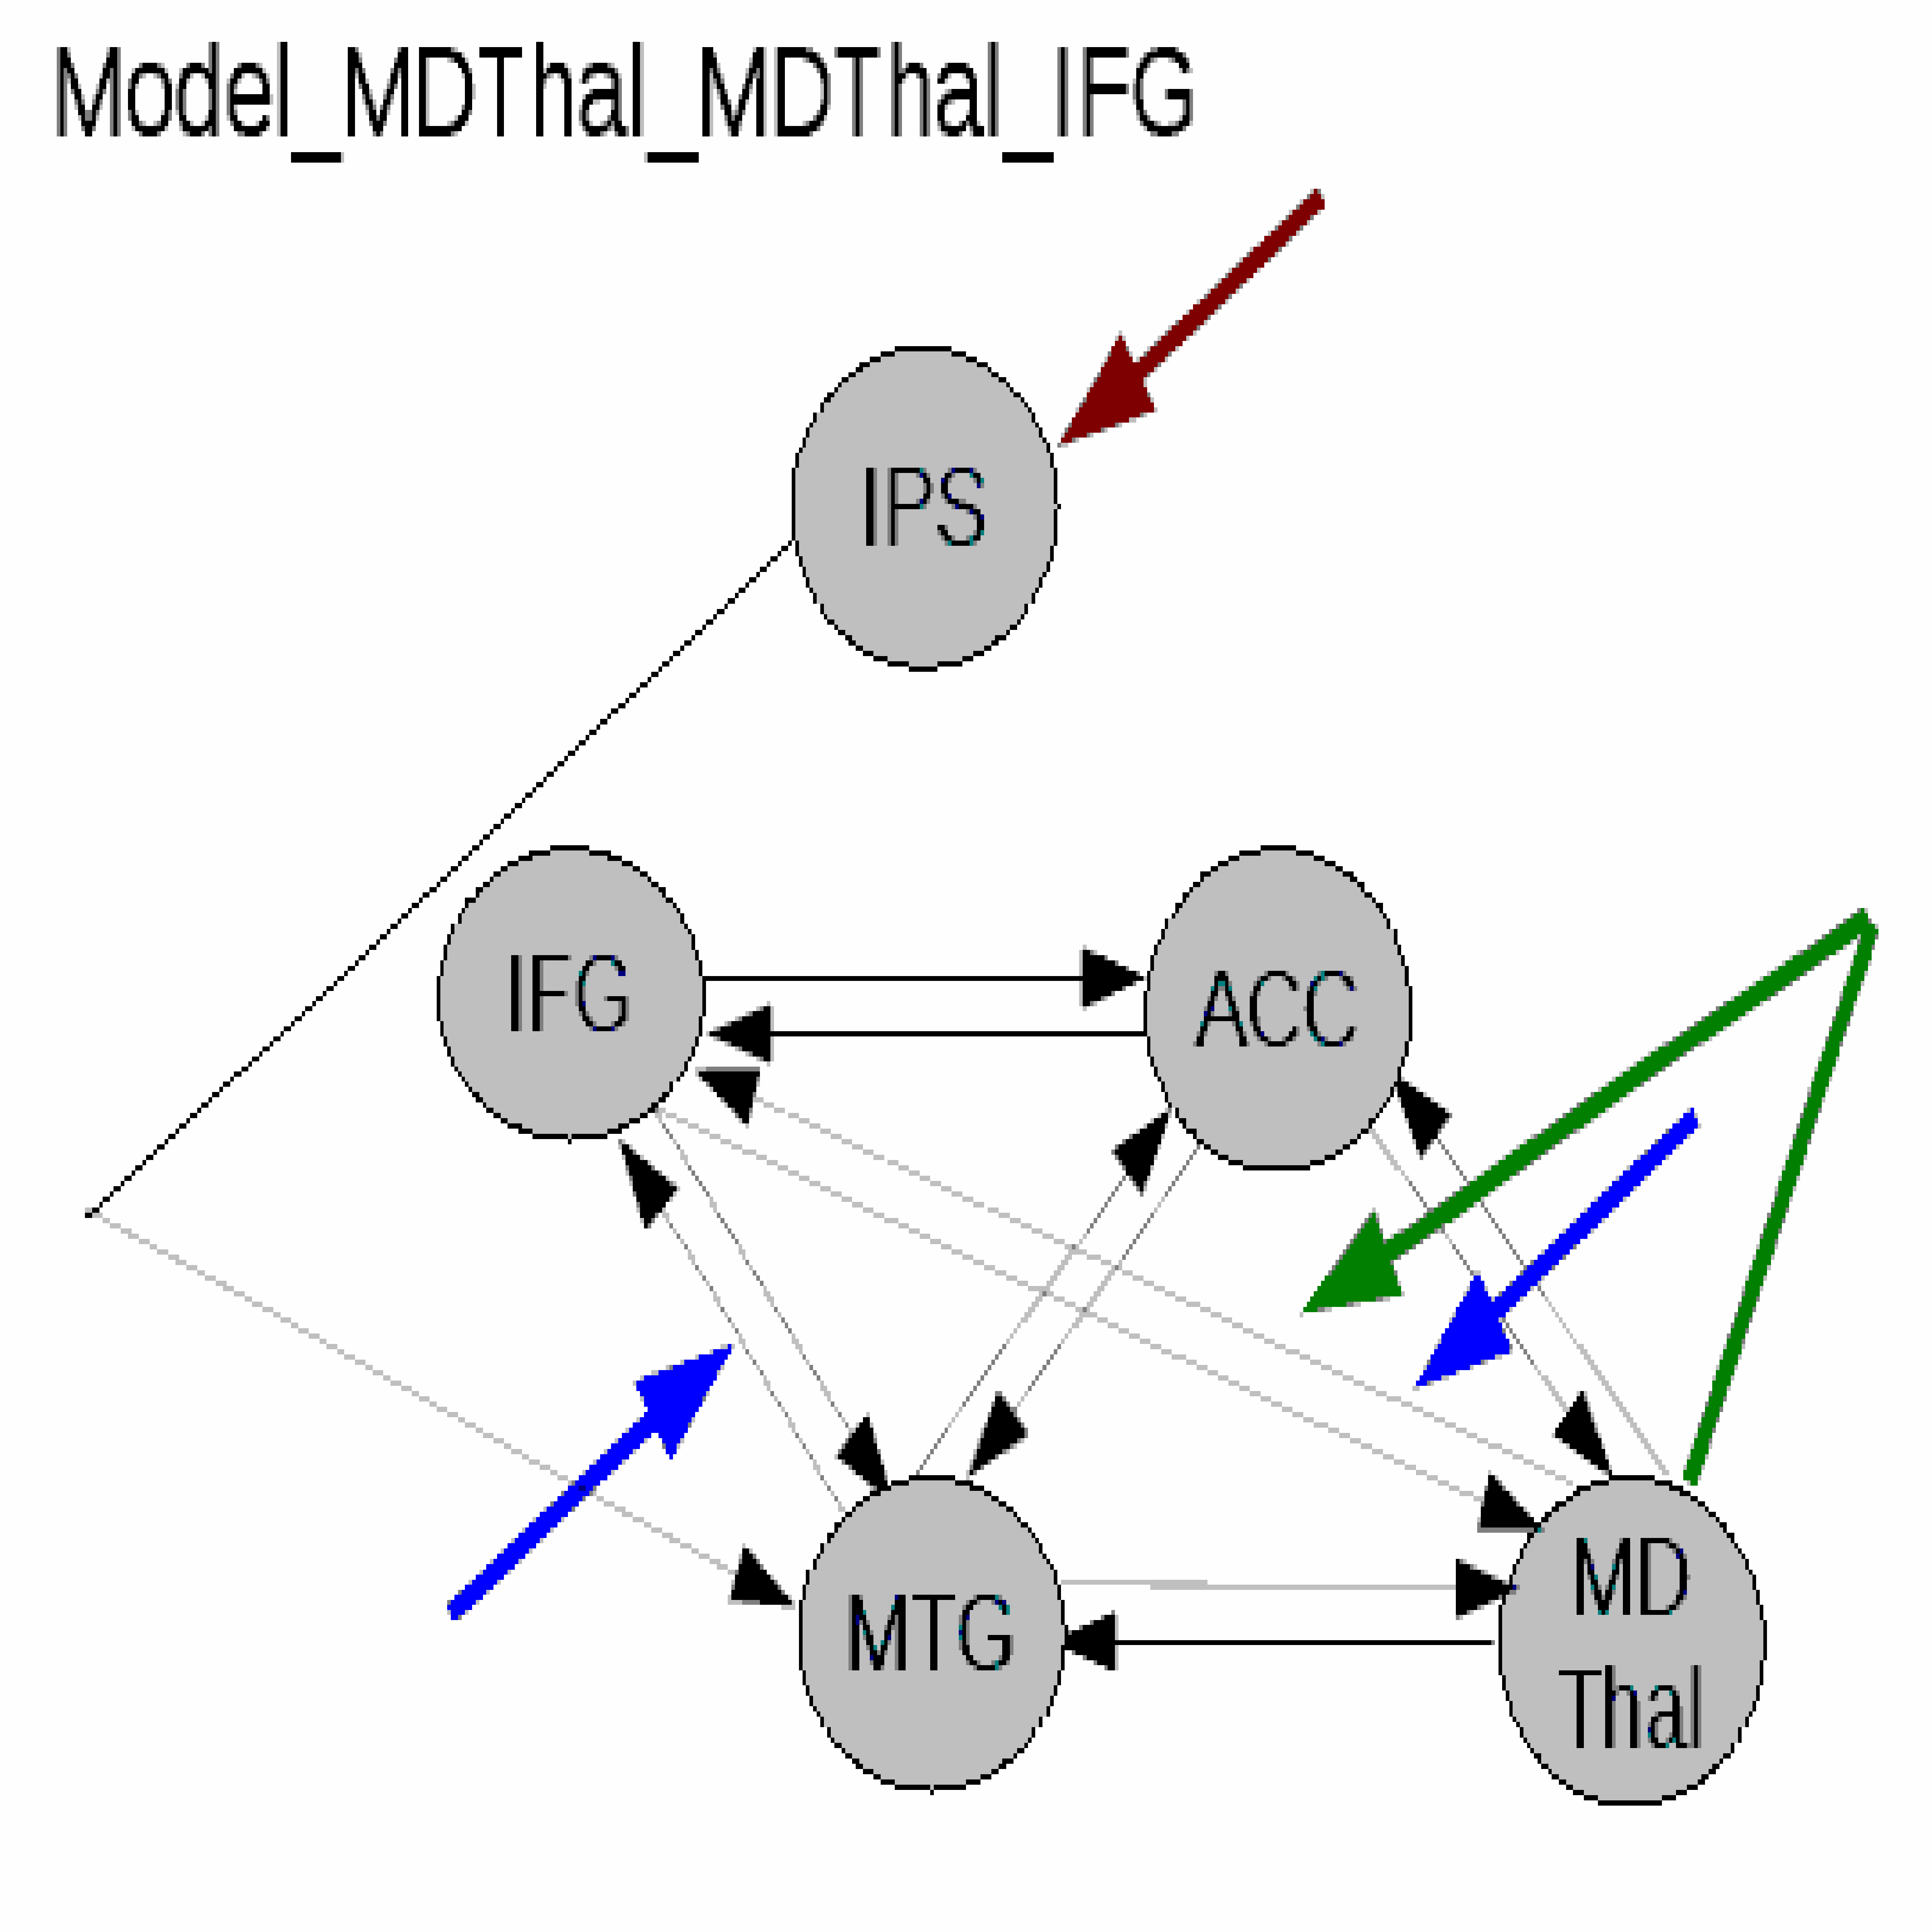 Model_MDThal_MDThal_IFG
IPS
IFG
ACC
MTG
MD
Thal